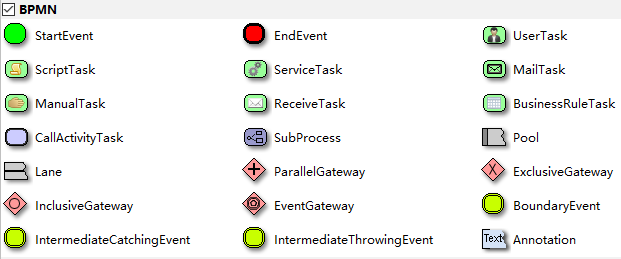 BPMN
StartEvent EndEvent UserTask
ScriptTask ServiceTask MailTask
ManualTask ReceiveTask BusinessRuleTask
CallActivityTask SubProcess Pool
Lane ParallelGateway ExclusiveGateway
InclusiveGateway EventGateway BoundaryEvent
IntermediateCatchingEvent IntermediateThrowingEvent Text Annotation